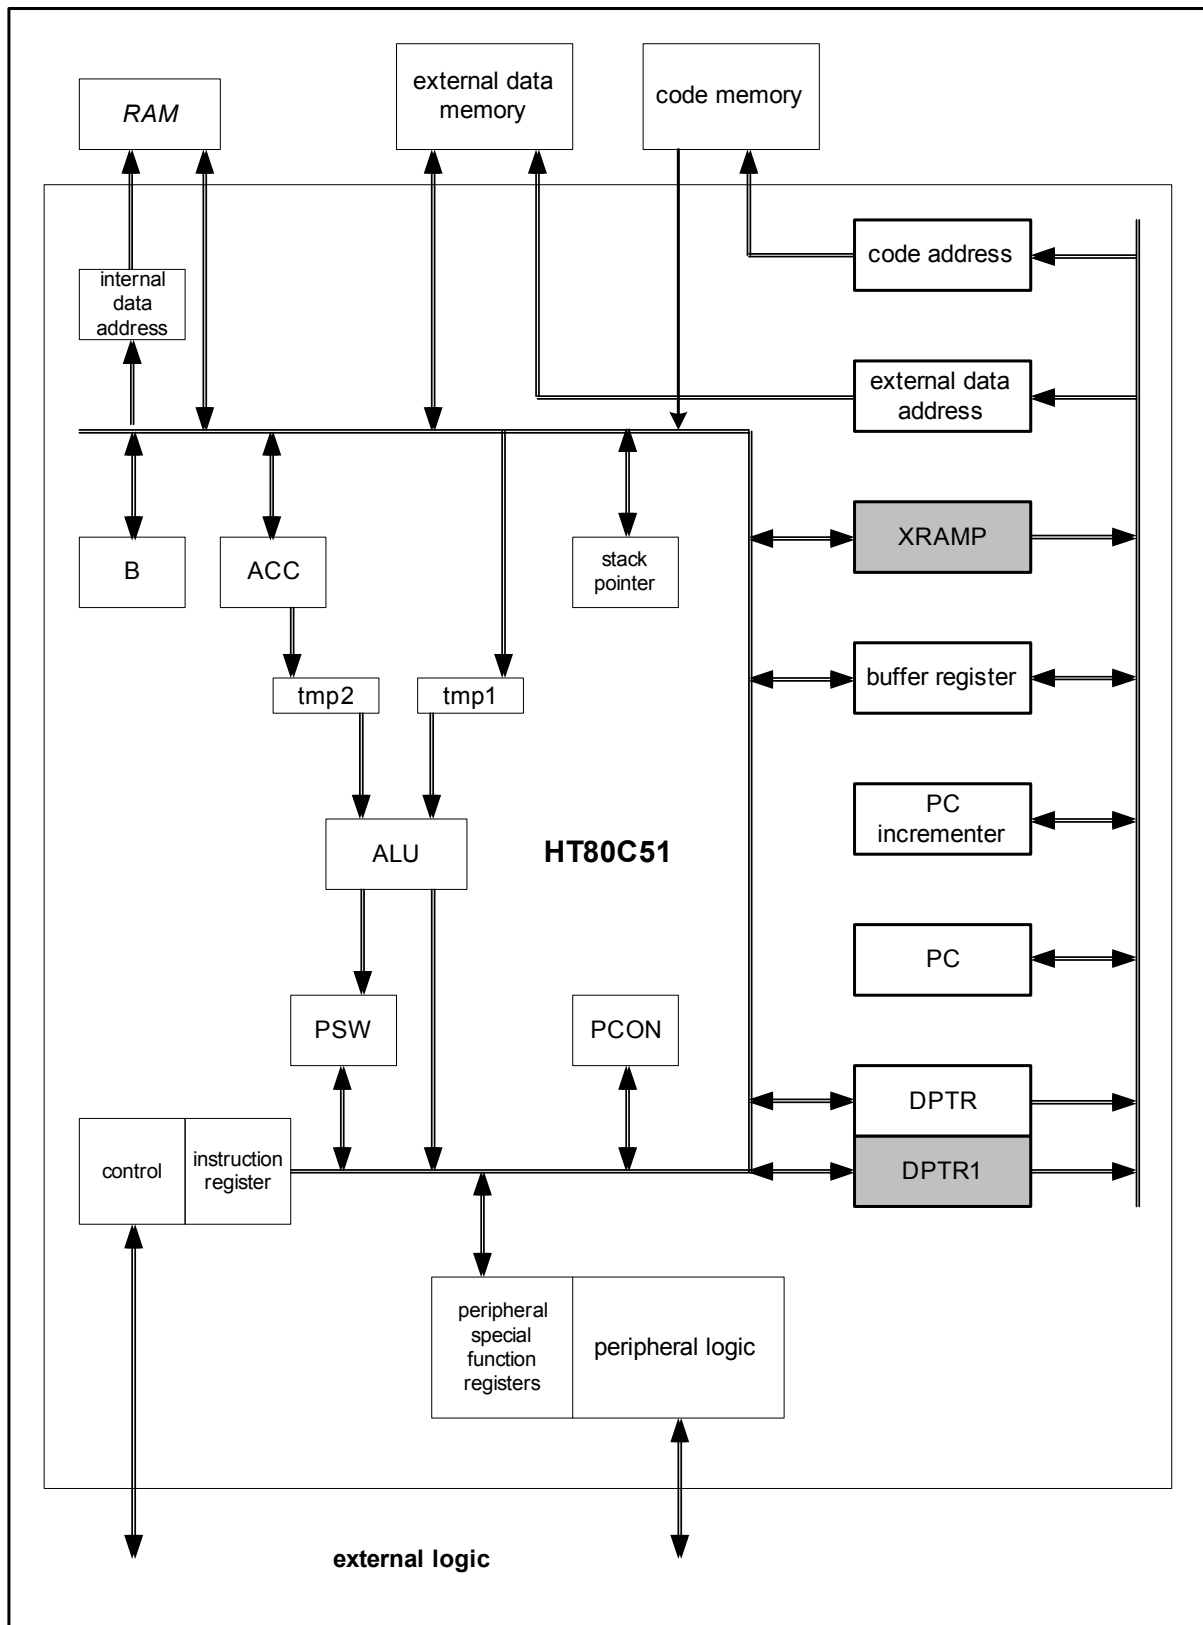 RAM
external data
memory
code memory
internal
data
address
code address
external data
address
XRAMP
B
ACC
stack
pointer
tmp2
tmp1
buffer register
ALU
HT80C51
PC
incrementer
PC
PSW
PCON
DPTR
control
instruction
register
DPTR1
peripheral
special
function
registers
peripheral logic
external logic